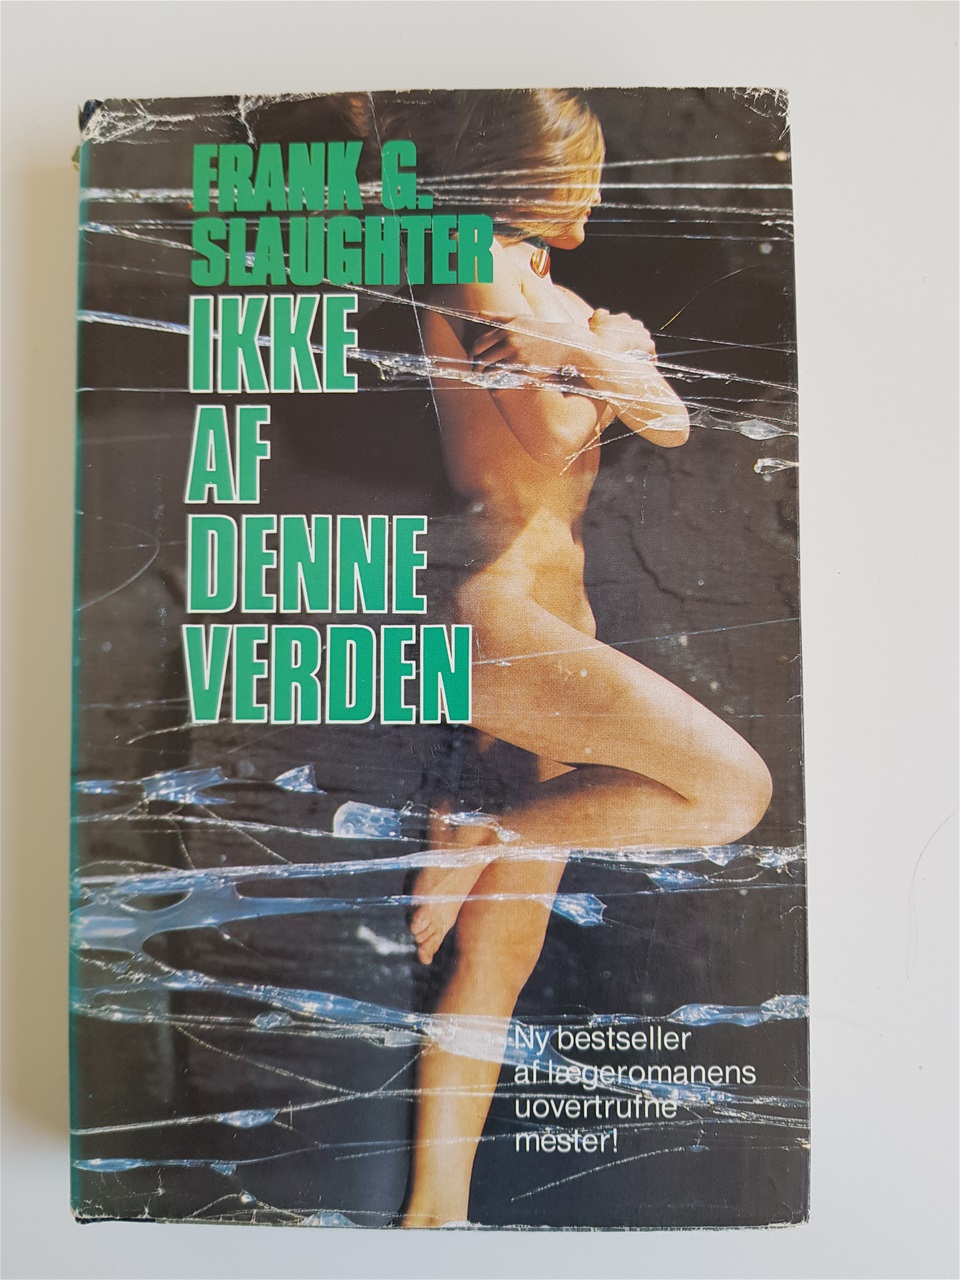 FRANK G.
SLAUGHTER
IKKE
AF
DENNE
VERDEN
Ny bestseller
af lægeromanens
uovertrufne
mester!